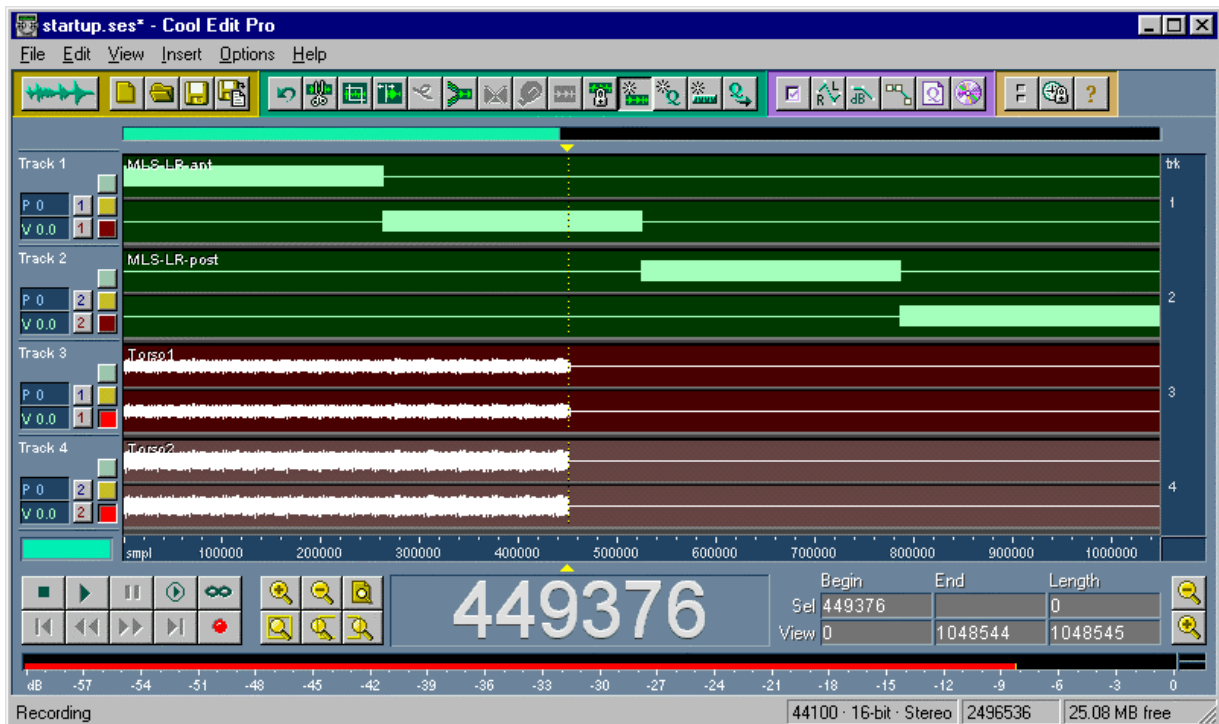 startup.ses* - Cool Edit Pro
File Edit View Insert Options Help
R L dB Q ?
Track 1
MLS-LR-ant
trk
P 0 1
V 0.0 1
1
Track 2
MLS-LR-post
P 0 2
V 0.0 2
2
Track 3
Torso1
P 0 1
V 0.0 1
3
Track 4
Torso2
P 0 2
V 0.0 2
4
smpl 100000 200000 300000 400000 500000 600000 700000 800000 900000 1000000
449376
Begin End Length
Sel 449376 0
View 0 1048544 1048545
dB -57 -54 -51 -48 -45 -42 -39 -36 -33 -30 -27 -24 -21 -18 -15 -12 -9 -6 -3 0
Recording
44100 · 16-bit · Stereo 2496536 25.08 MB free